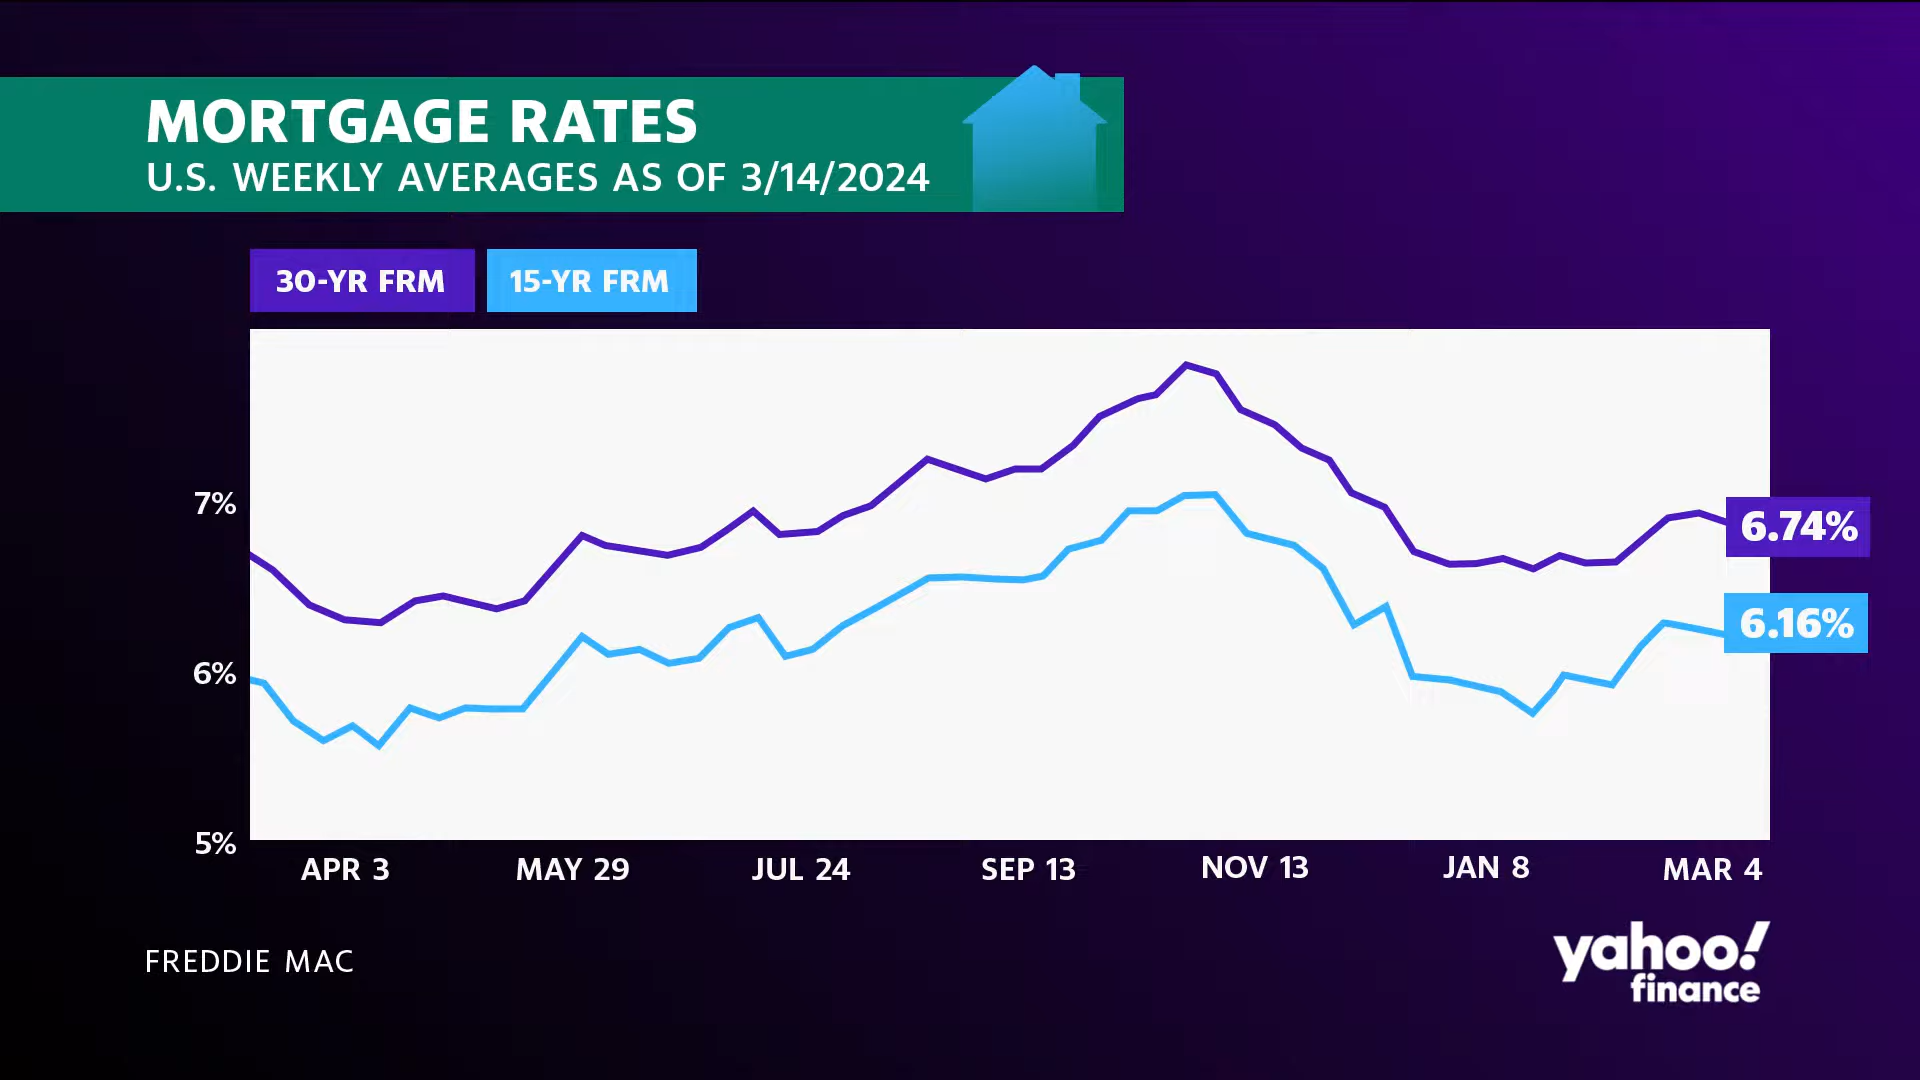 MORTGAGE RATES
U.S. WEEKLY AVERAGES AS OF 3/14/2024
30-YR FRM
15-YR FRM
7%
6.74%
6.16%
6%
5%
APR 3
MAY 29
JUL 24
SEP 13
NOV 13
JAN 8
MAR 4
FREDDIE MAC
yahoo!
finance